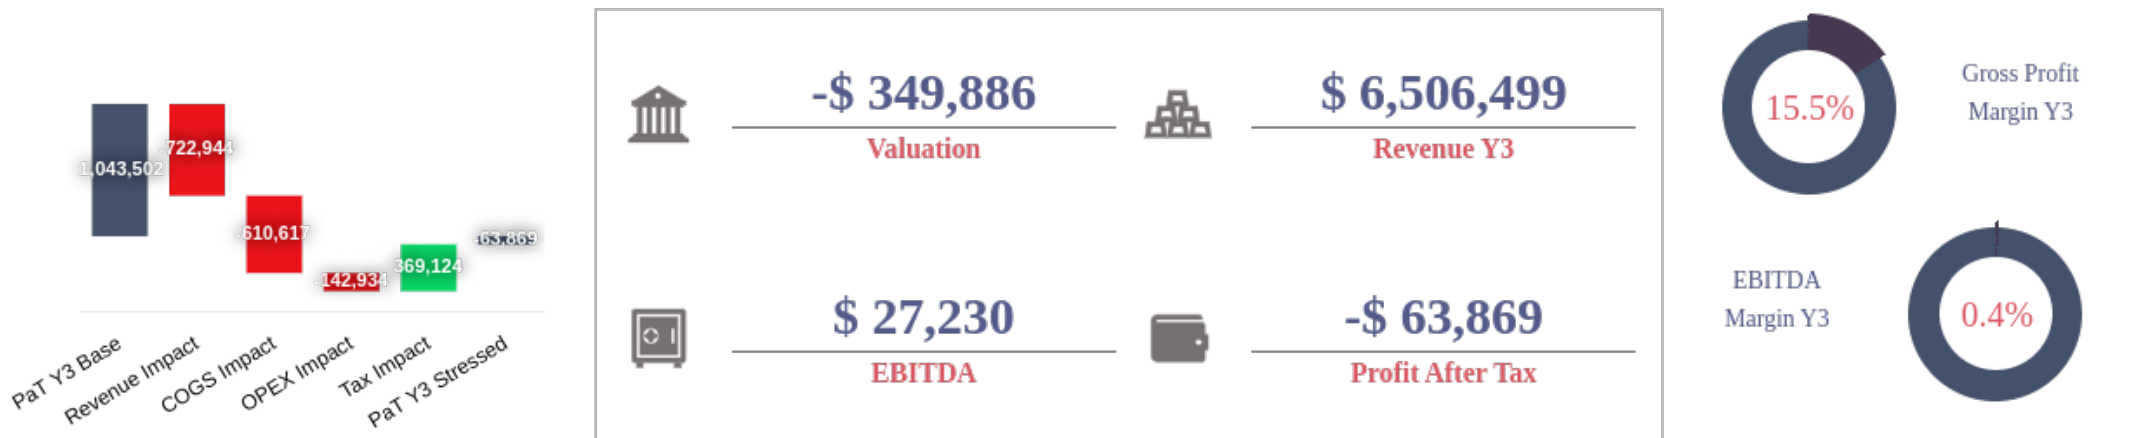 1,043,502
-722,944
-610,617
-142,934
369,124
-63,869
PaT Y3 Base
Revenue Impact
COGS Impact
OPEX Impact
Tax Impact
PaT Y3 Stressed
-$ 349,886
Valuation
$ 6,506,499
Revenue Y3
$ 27,230
EBITDA
-$ 63,869
Profit After Tax
15.5%
Gross Profit
Margin Y3
EBITDA
Margin Y3
0.4%